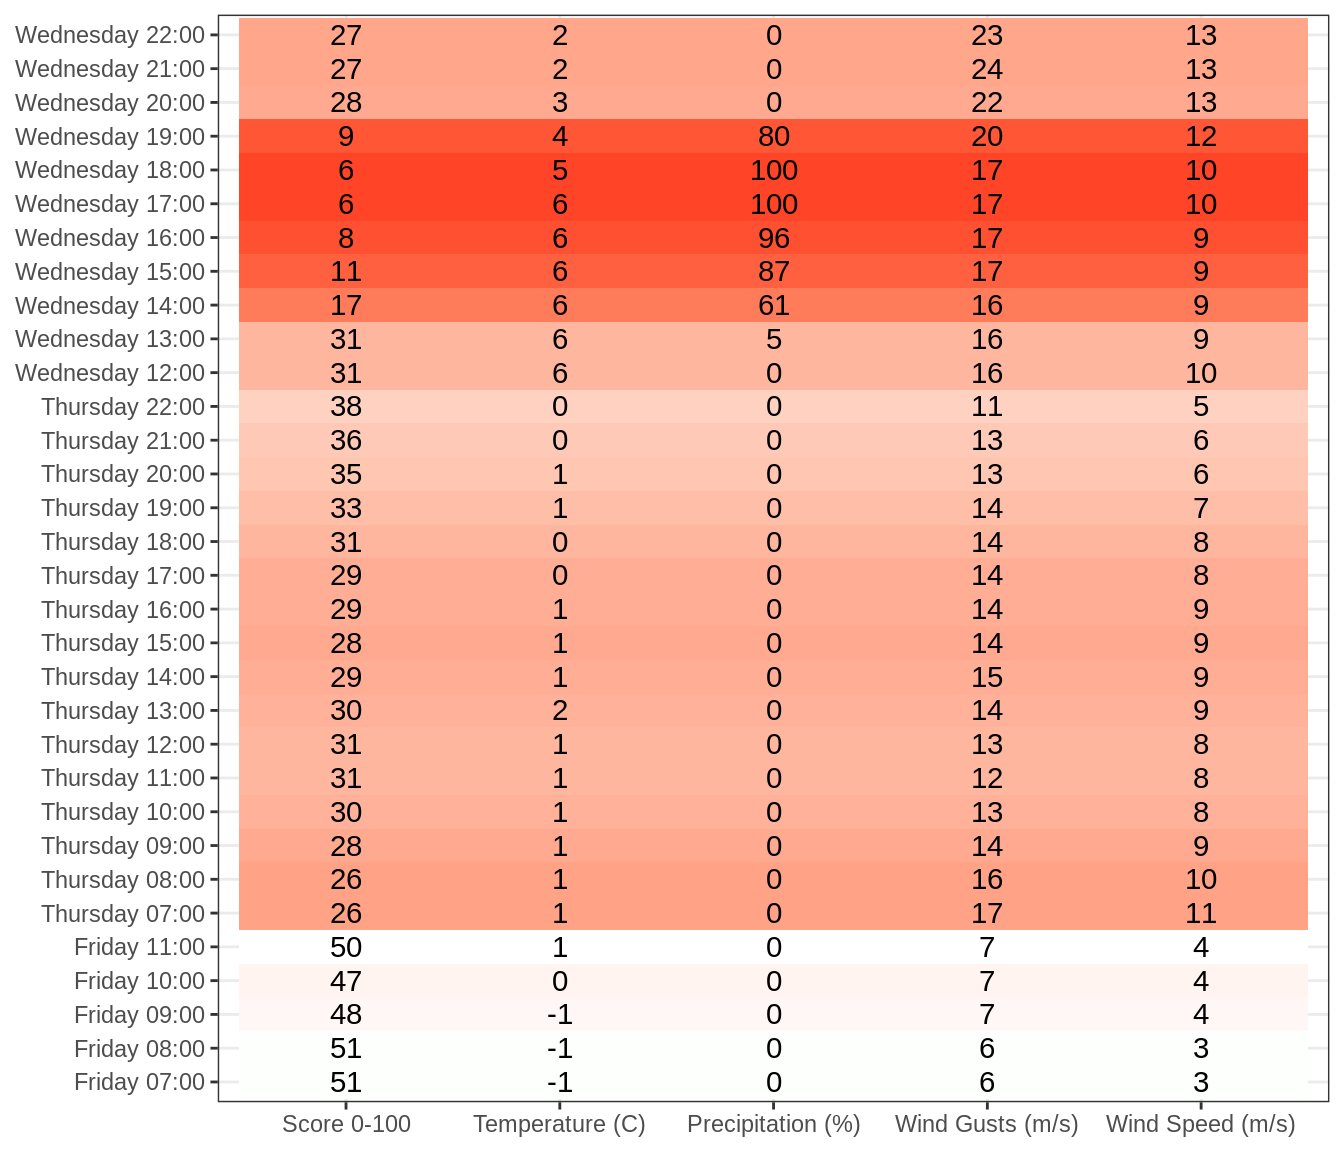 Wednesday 22:00 27 2 0 23 13
Wednesday 21:00 27 2 0 24 13
Wednesday 20:00 28 3 0 22 13
Wednesday 19:00 9 4 80 20 12
Wednesday 18:00 6 5 100 17 10
Wednesday 17:00 6 6 100 17 10
Wednesday 16:00 8 6 96 17 9
Wednesday 15:00 11 6 87 17 9
Wednesday 14:00 17 6 61 16 9
Wednesday 13:00 31 6 5 16 9
Wednesday 12:00 31 6 0 16 10
Thursday 22:00 38 0 0 11 5
Thursday 21:00 36 0 0 13 6
Thursday 20:00 35 1 0 13 6
Thursday 19:00 33 1 0 14 7
Thursday 18:00 31 0 0 14 8
Thursday 17:00 29 0 0 14 8
Thursday 16:00 29 1 0 14 9
Thursday 15:00 28 1 0 14 9
Thursday 14:00 29 1 0 15 9
Thursday 13:00 30 2 0 14 9
Thursday 12:00 31 1 0 13 8
Thursday 11:00 31 1 0 12 8
Thursday 10:00 30 1 0 13 8
Thursday 09:00 28 1 0 14 9
Thursday 08:00 26 1 0 16 10
Thursday 07:00 26 1 0 17 11
Friday 11:00 50 1 0 7 4
Friday 10:00 47 0 0 7 4
Friday 09:00 48 -1 0 7 4
Friday 08:00 51 -1 0 6 3
Friday 07:00 51 -1 0 6 3
Score 0-100 Temperature (C) Precipitation (%) Wind Gusts (m/s) Wind Speed (m/s)